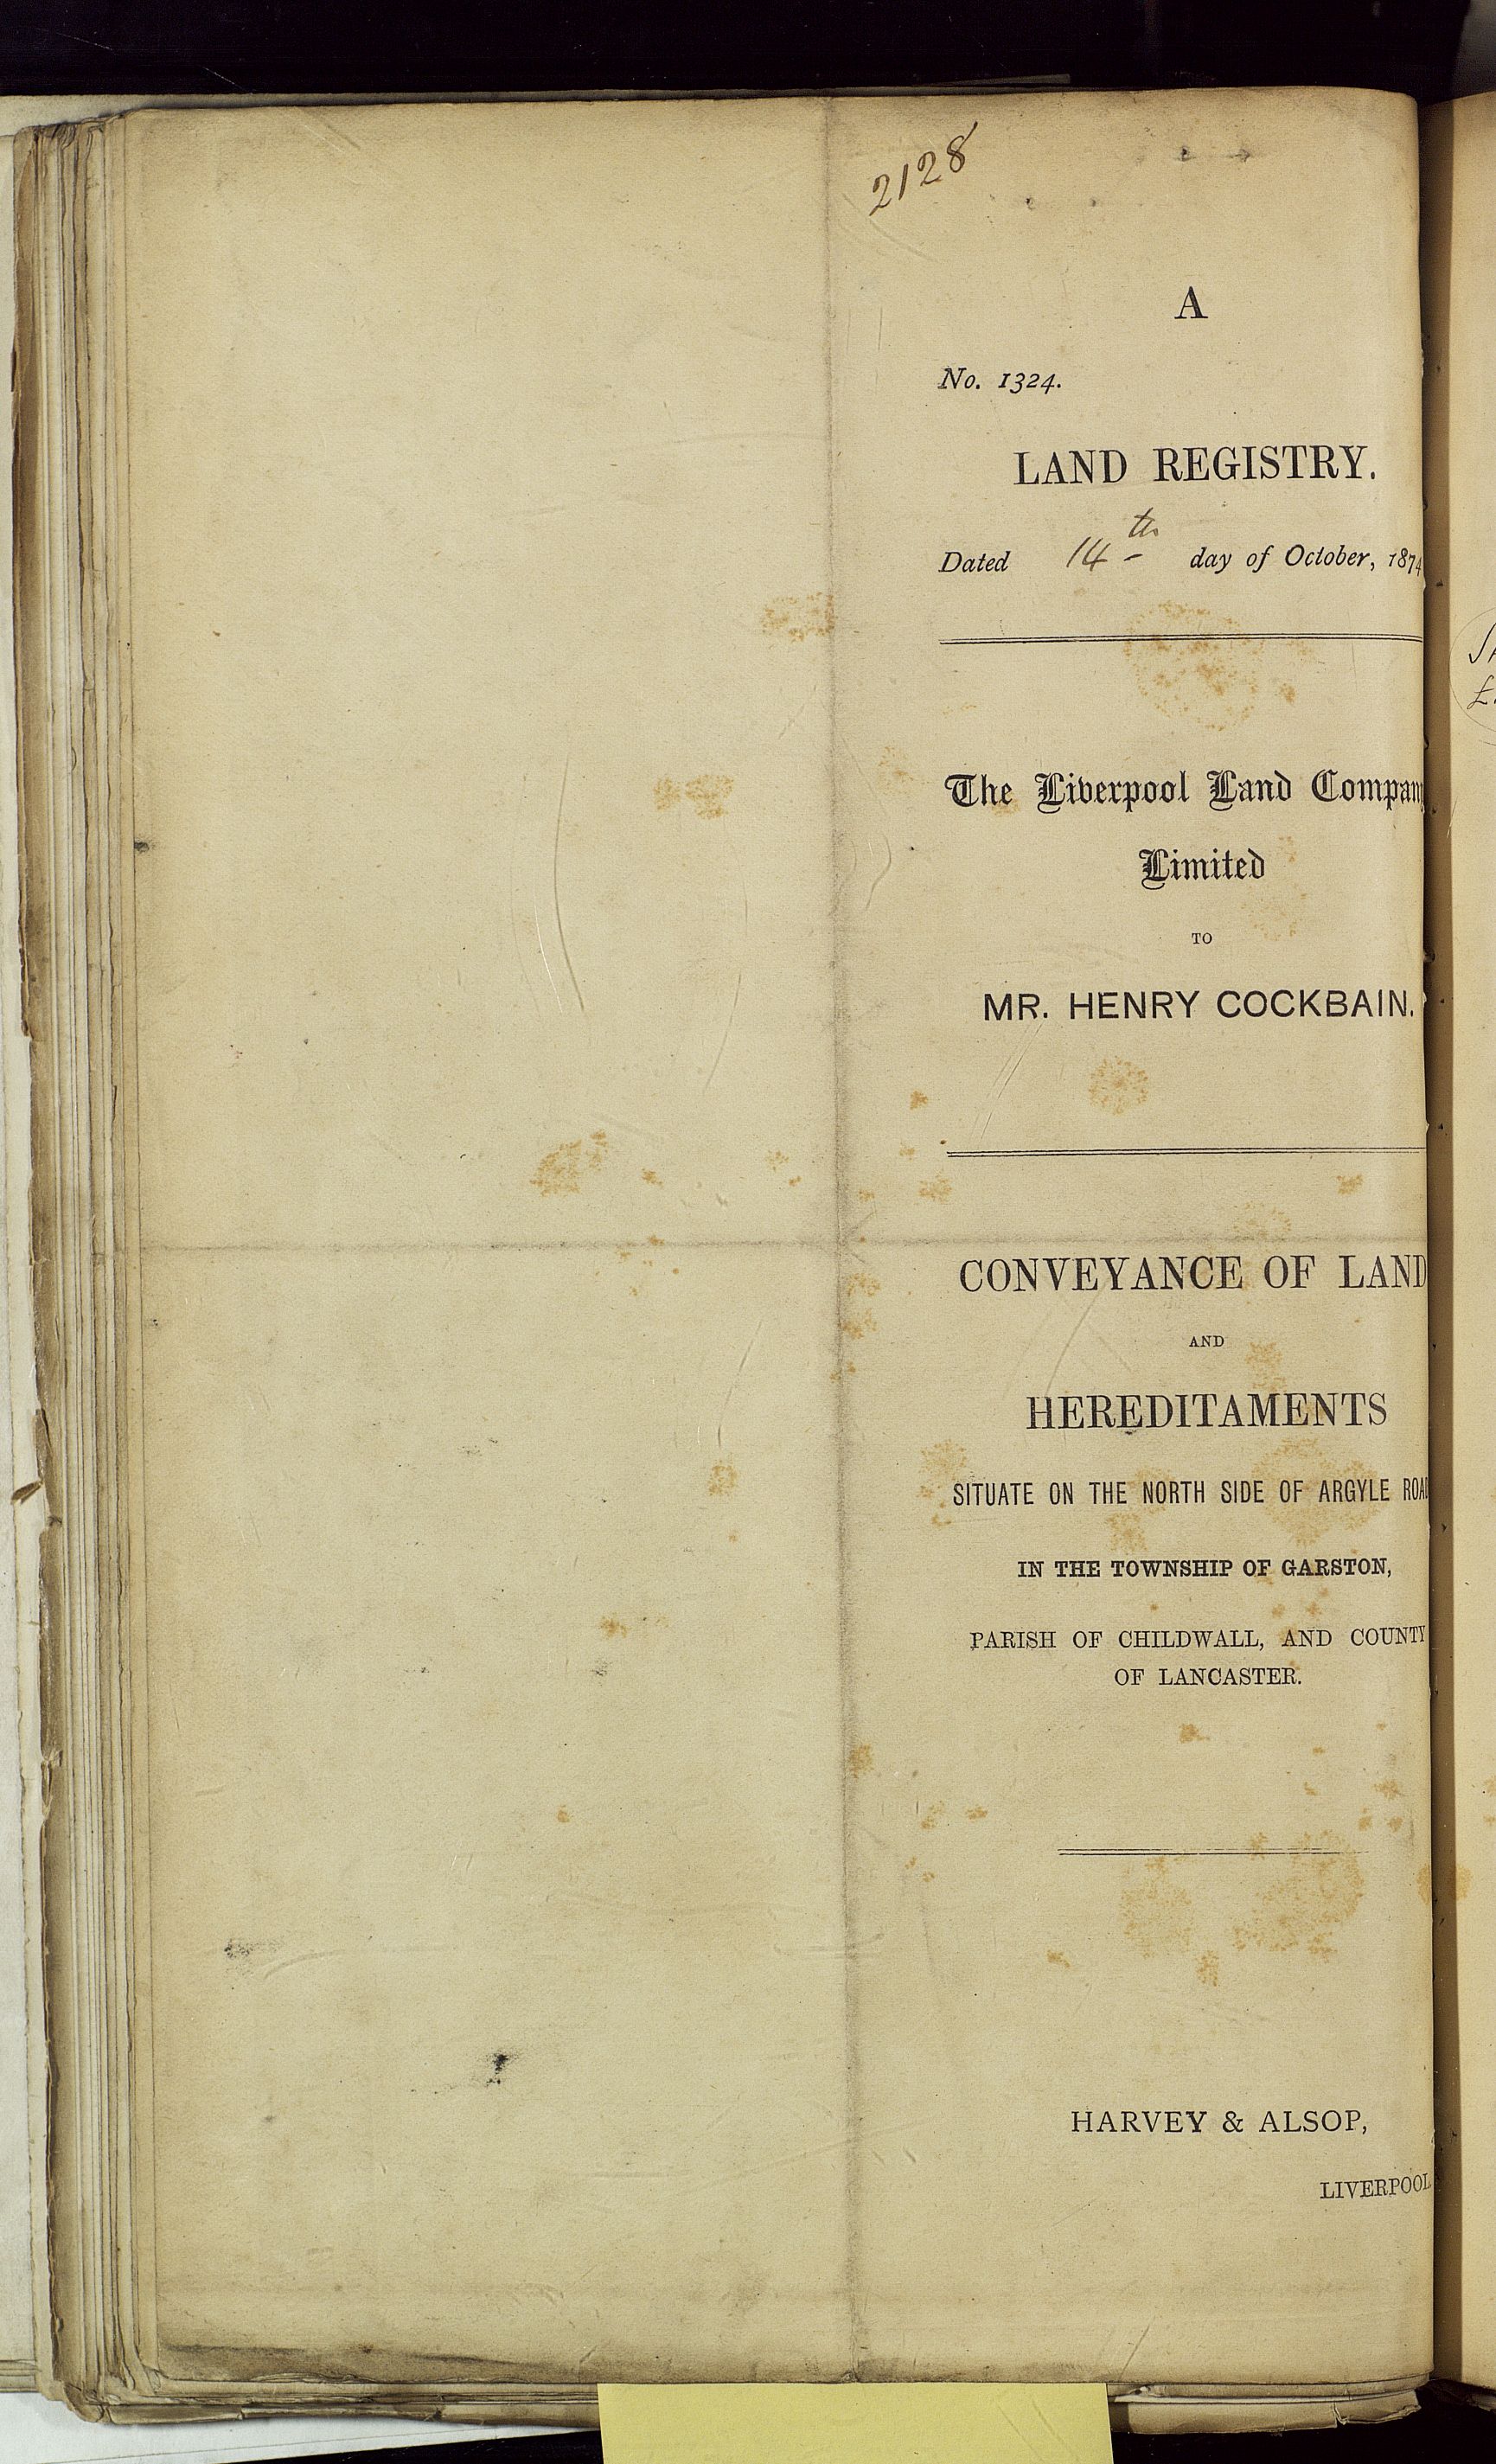 2128
A
No. 1324.
LAND REGISTRY.
Dated 14th day of October, 1874
The Liverpool Land Company
Limited
TO
MR. HENRY COCKBAIN.
CONVEYANCE OF LAND
AND
HEREDITAMENTS
SITUATE ON THE NORTH SIDE OF ARGYLE ROAD
IN THE TOWNSHIP OF GARSTON,
PARISH OF CHILDWALL, AND COUNTY
OF LANCASTER.
HARVEY & ALSOP,
LIVERPOOL